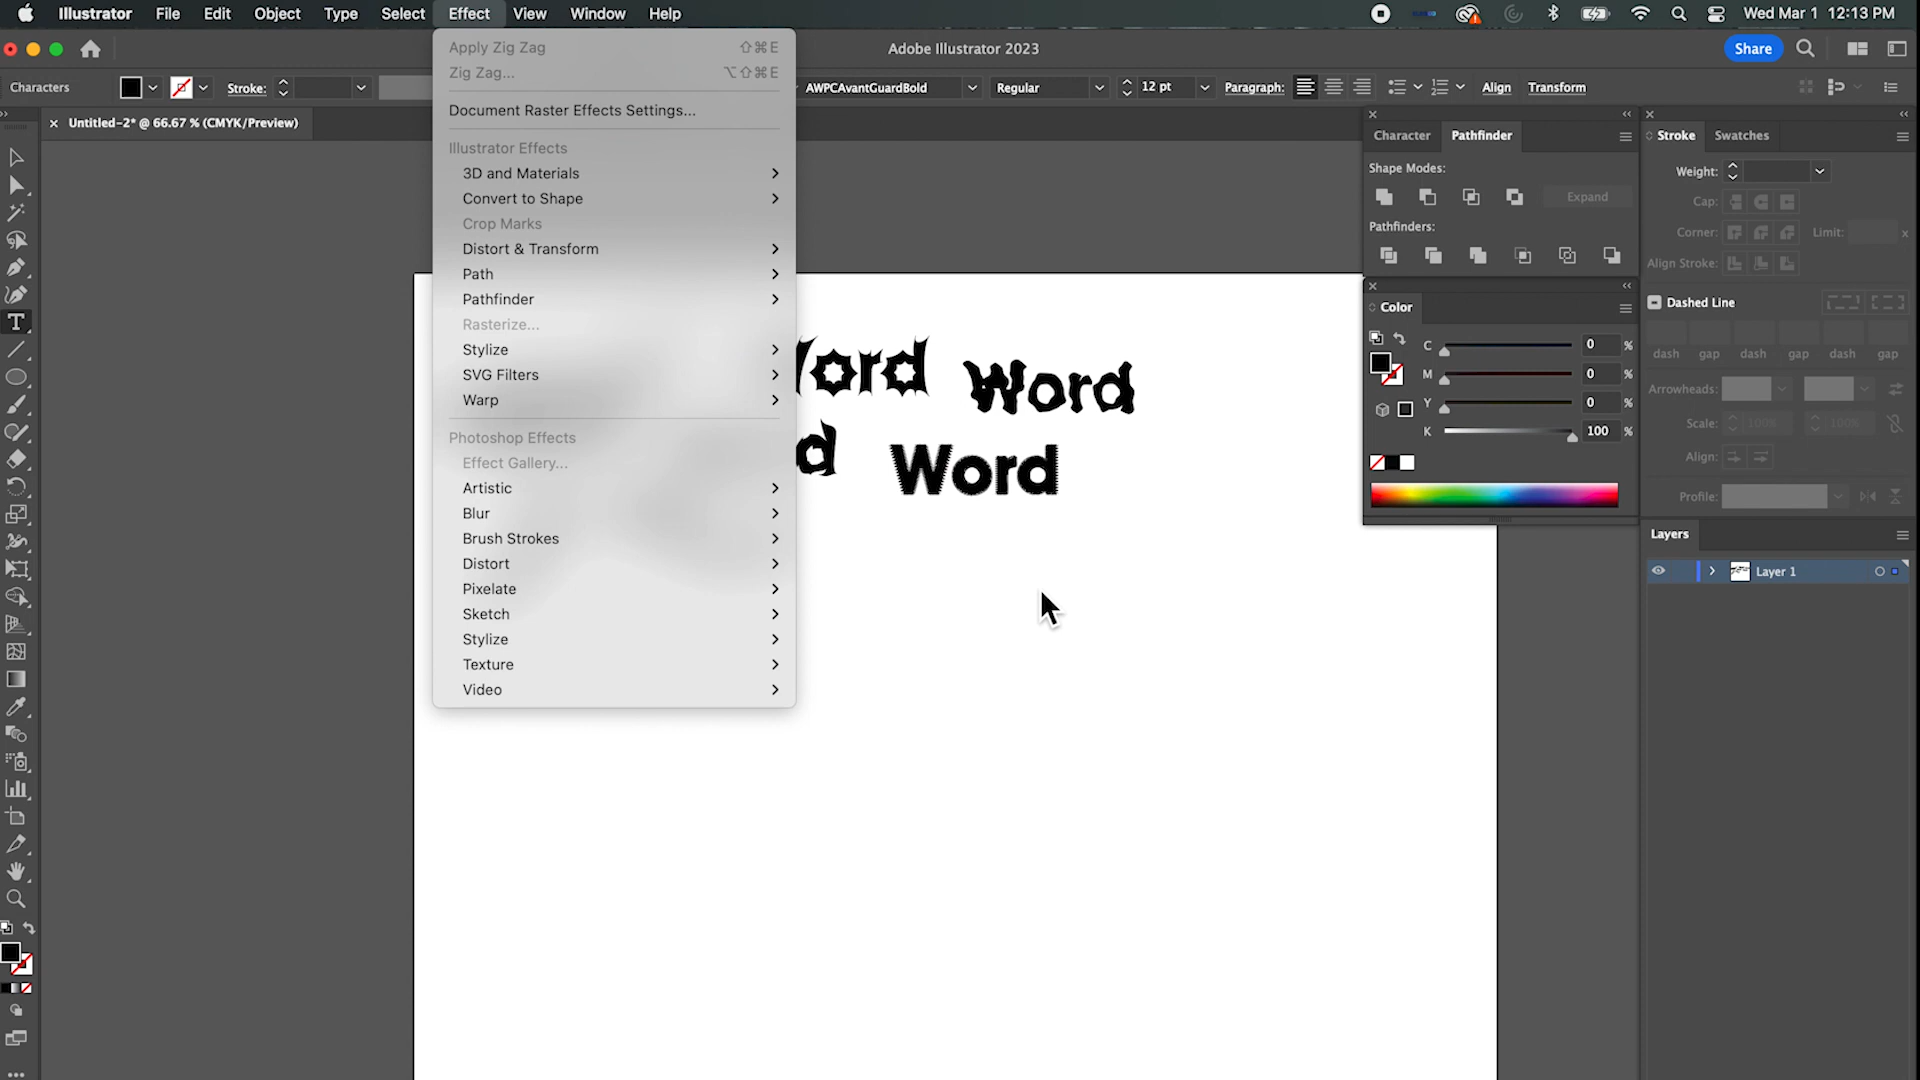 Illustrator File Edit Object Type Select Effect View Window Help Wed Mar 1 12:13 PM
Adobe Illustrator 2023 Share
Characters Stroke: AWPCAvantGuardBold Regular 12 pt Paragraph: Align Transform
× Untitled-2* @ 66.67 % (CMYK/Preview)
Apply Zig Zag ⇧⌘E
Zig Zag... ⌥⇧⌘E
Document Raster Effects Settings...
Illustrator Effects
3D and Materials
Convert to Shape
Crop Marks
Distort & Transform
Path
Pathfinder
Rasterize...
Stylize
SVG Filters
Warp
Photoshop Effects
Effect Gallery...
Artistic
Blur
Brush Strokes
Distort
Pixelate
Sketch
Stylize
Texture
Video
ord Word
d Word
Character Pathfinder
Shape Modes:
Expand
Pathfinders:
Color
C 0 %
M 0 %
Y 0 %
K 100 %
Stroke Swatches
Weight:
Cap:
Corner: Limit: x
Align Stroke:
Dashed Line
dash gap dash gap dash gap
Arrowheads:
Scale: 100% 100%
Align:
Profile:
Layers
Layer 1